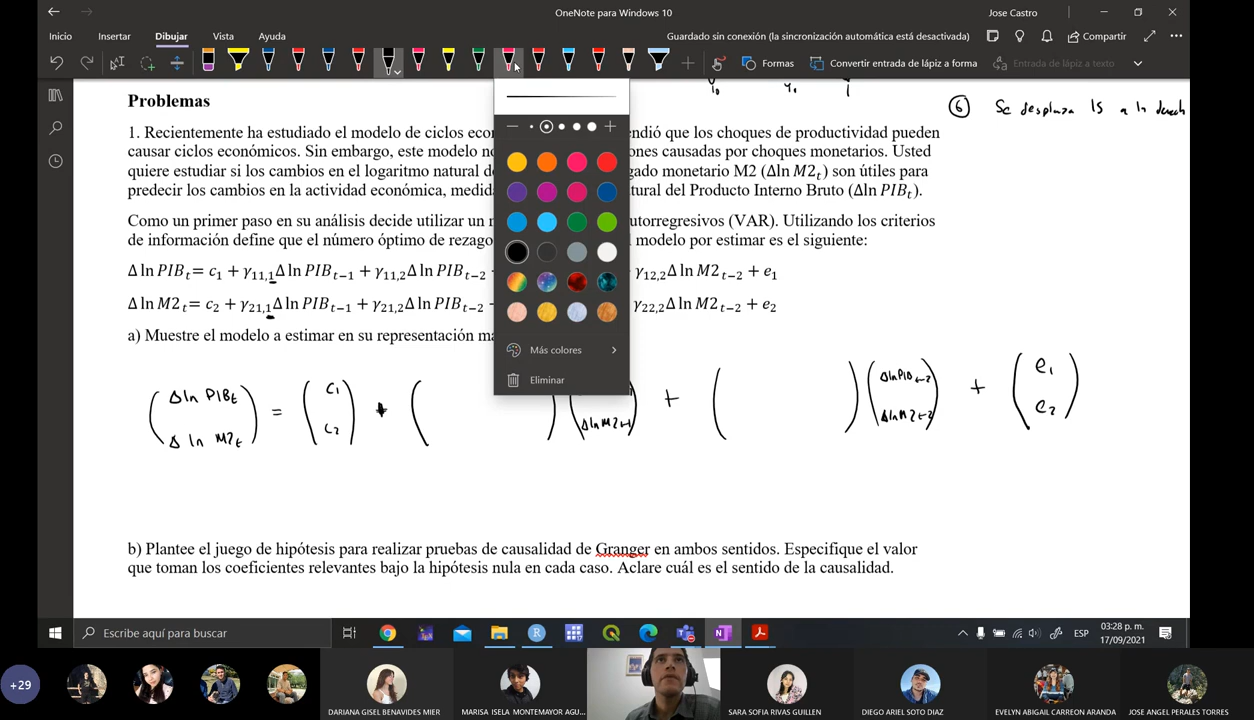 OneNote para Windows 10
Jose Castro
Inicio Insertar Dibujar Vista Ayuda
Guardado sin conexión (la sincronización automática está desactivada)
Compartir
Formas
Convertir entrada de lápiz a forma
Entrada de lápiz a texto
Y₀ Y₁ Y
Problemas
⑥ Se desplaza IS a la derech
1. Recientemente ha estudiado el modelo de ciclos eco ndió que los choques de productividad pueden
causar ciclos económicos. Sin embargo, este modelo no ones causadas por choques monetarios. Usted
quiere estudiar si los cambios en el logaritmo natural d gado monetario M2 (Δln M2ₜ) son útiles para
predecir los cambios en la actividad económica, medida tural del Producto Interno Bruto (Δln PIBₜ).
Como un primer paso en su análisis decide utilizar un utorregresivos (VAR). Utilizando los criterios
de información define que el número óptimo de rezago modelo por estimar es el siguiente:
Δ ln PIBₜ= c₁ + γ₁₁,₁Δ ln PIBₜ₋₁ + γ₁₁,₂Δ ln PIBₜ₋₂ γ₁₂,₂Δ ln M2ₜ₋₂ + e₁
Δ ln M2ₜ= c₂ + γ₂₁,₁Δ ln PIBₜ₋₁ + γ₂₁,₂Δ ln PIBₜ₋₂ γ₂₂,₂Δ ln M2ₜ₋₂ + e₂
a) Muestre el modelo a estimar en su representación ma
Más colores
Eliminar
Δ ln PIBₜ = c₁ + ( ) + ( ) Δ ln PIBₜ₋₂ + e₁
Δ ln M2ₜ c₂ Δ ln M2ₜ₋₁ Δ ln M2ₜ₋₂ e₂
b) Plantee el juego de hipótesis para realizar pruebas de causalidad de Granger en ambos sentidos. Especifique el valor
que toman los coeficientes relevantes bajo la hipótesis nula en cada caso. Aclare cuál es el sentido de la causalidad.
Escribe aquí para buscar
ESP
03:28 p. m.
17/09/2021
+29
DARIANA GISEL BENAVIDES MIER
MARISA ISELA MONTEMAYOR AGU...
SARA SOFIA RIVAS GUILLEN
DIEGO ARIEL SOTO DIAZ
EVELYN ABIGAIL CARREON ARANDA
JOSE ANGEL PERALES TORRES